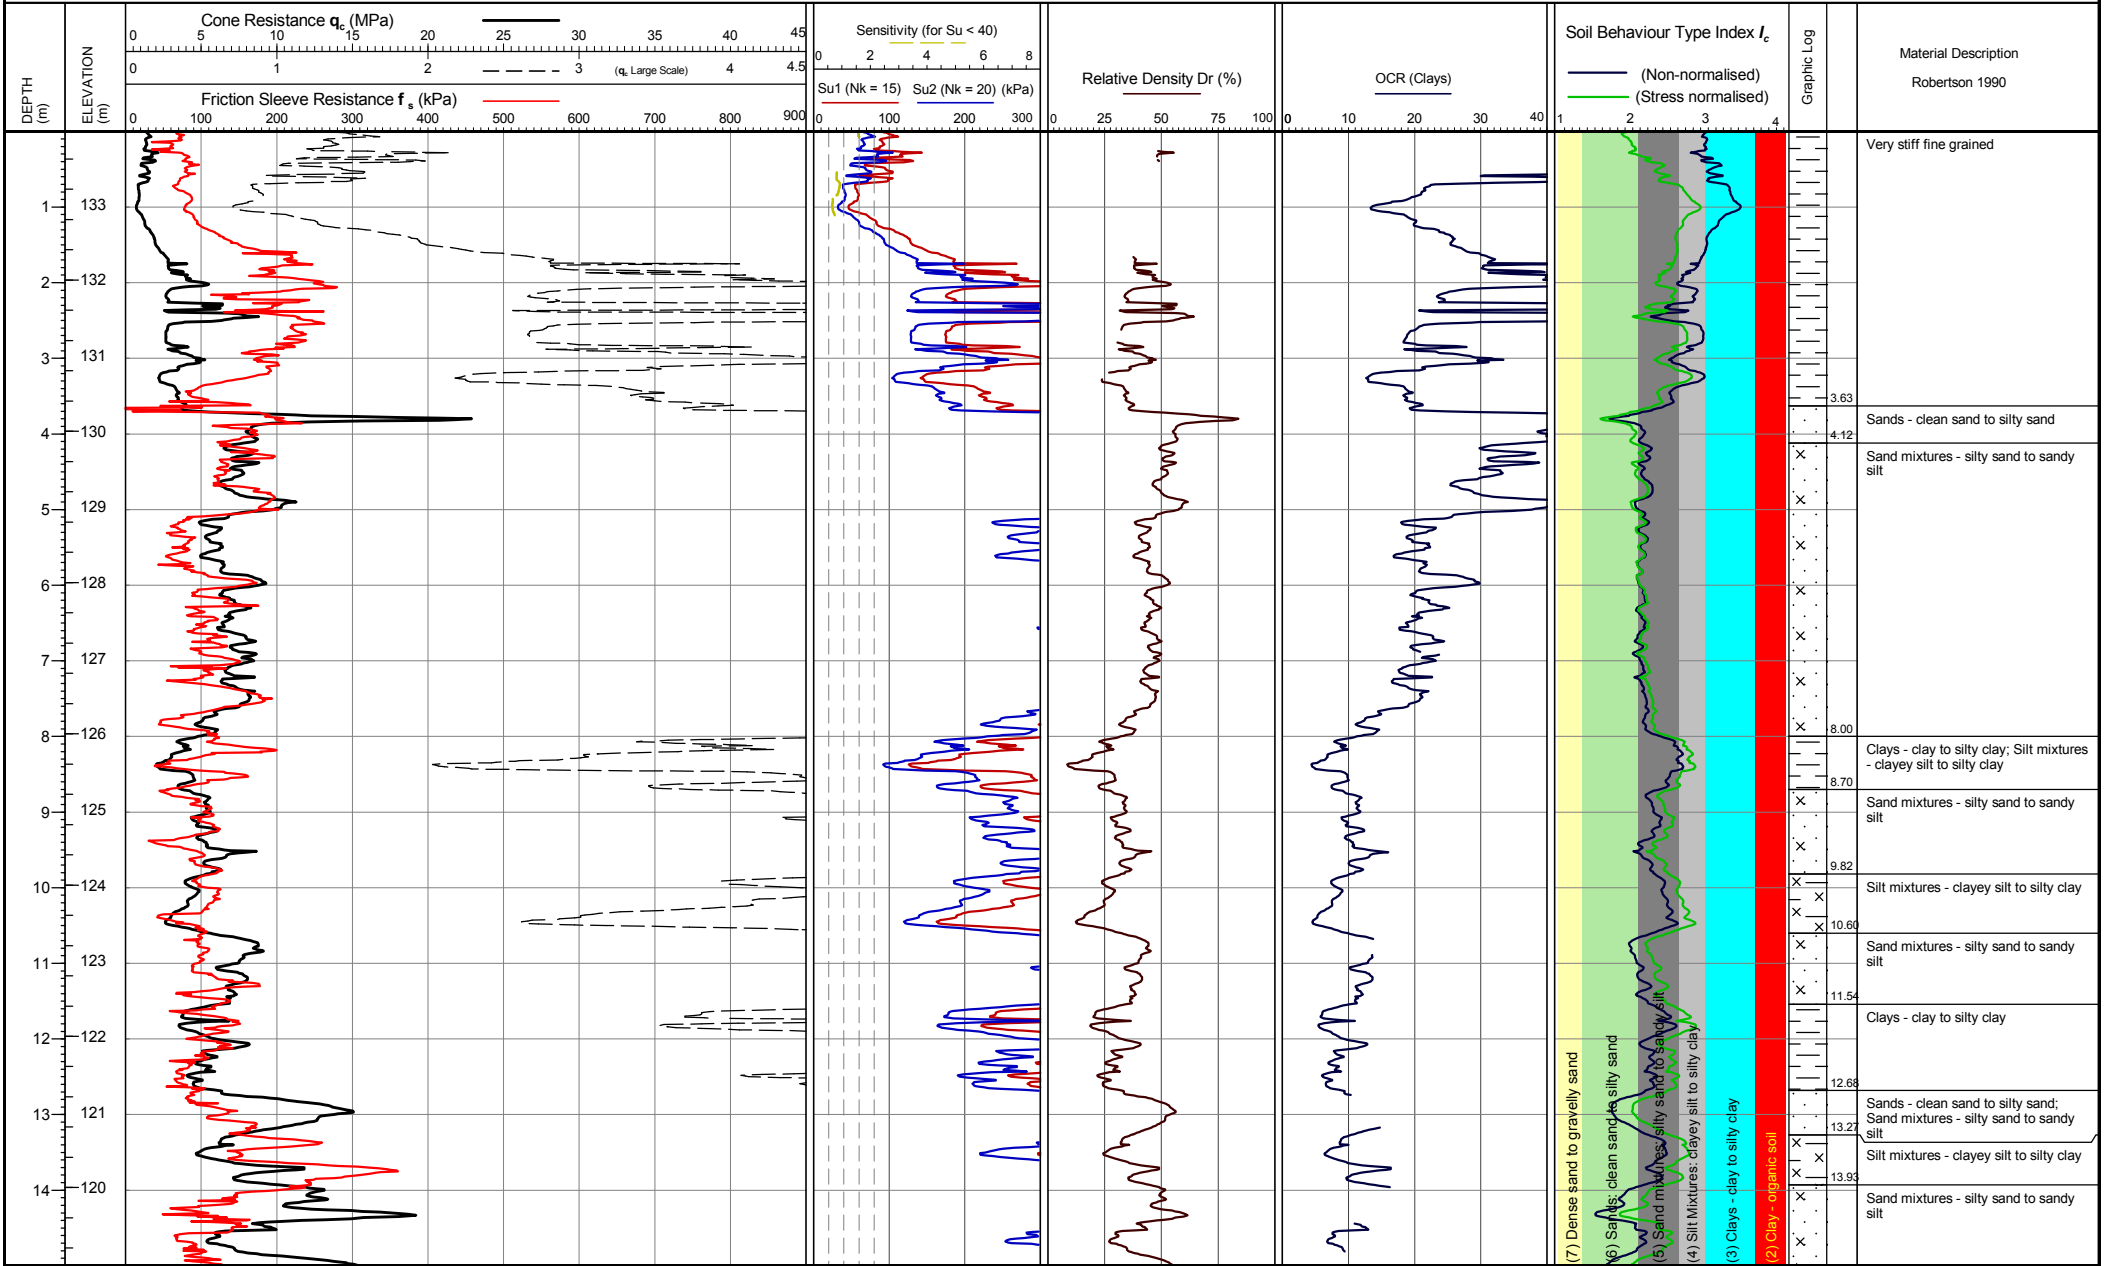 DEPTH (m)
ELEVATION (m)
Cone Resistance qc (MPa)
0 5 10 15 20 25 30 35 40 45
0 1 2 3 (qc Large Scale) 4 4.5
Friction Sleeve Resistance fs (kPa)
0 100 200 300 400 500 600 700 800 900
Sensitivity (for Su < 40)
0 2 4 6 8
Su1 (Nk = 15) Su2 (Nk = 20) (kPa)
0 100 200 300
Relative Density Dr (%)
0 25 50 75 100
OCR (Clays)
0 10 20 30 40
Soil Behaviour Type Index Ic
(Non-normalised)
(Stress normalised)
1 2 3 4
Graphic Log
Material Description
Robertson 1990
1 133
2 132
3 131
4 130
5 129
6 128
7 127
8 126
9 125
10 124
11 123
12 122
13 121
14 120
(7) Dense sand to gravelly sand
(6) Sands: clean sand to silty sand
(5) Sand mixtures: silty sand to sandy silt
(4) Silt Mixtures: clayey silt to silty clay
(3) Clays - clay to silty clay
(2) Clay - organic soil
Very stiff fine grained
3.63
Sands - clean sand to silty sand
4.12
Sand mixtures - silty sand to sandy
silt
8.00
Clays - clay to silty clay; Silt mixtures
- clayey silt to silty clay
8.70
Sand mixtures - silty sand to sandy
silt
9.82
Silt mixtures - clayey silt to silty clay
10.60
Sand mixtures - silty sand to sandy
silt
11.54
Clays - clay to silty clay
12.68
Sands - clean sand to silty sand;
Sand mixtures - silty sand to sandy
silt
13.27
Silt mixtures - clayey silt to silty clay
13.93
Sand mixtures - silty sand to sandy
silt